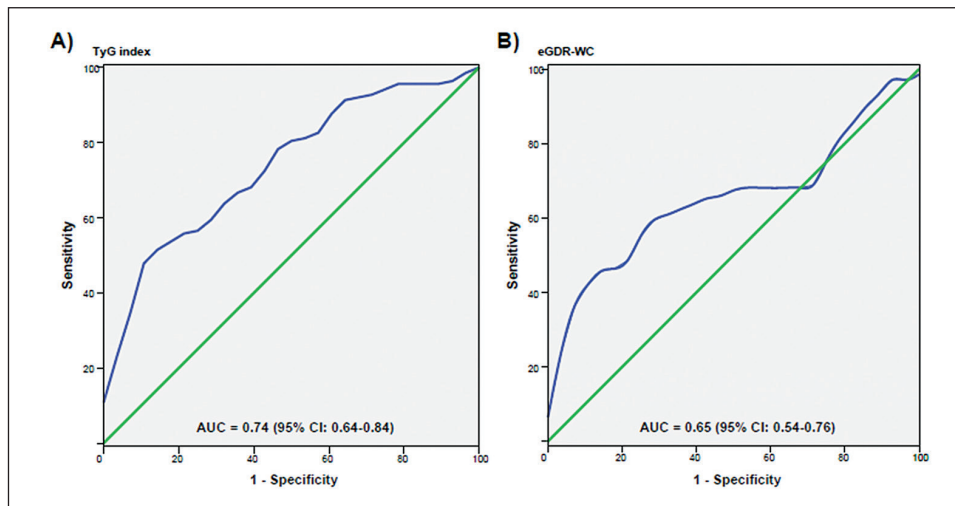 A)
TyG index
100
80
60
40
20
0
20
40
60
80
100
Sensitivity
1 - Specificity
AUC = 0.74 (95% CI: 0.64-0.84)
B)
eGDR-WC
100
80
60
40
20
0
0
20
40
60
80
100
Sensitivity
1 - Specificity
AUC = 0.65 (95% CI: 0.54-0.76)